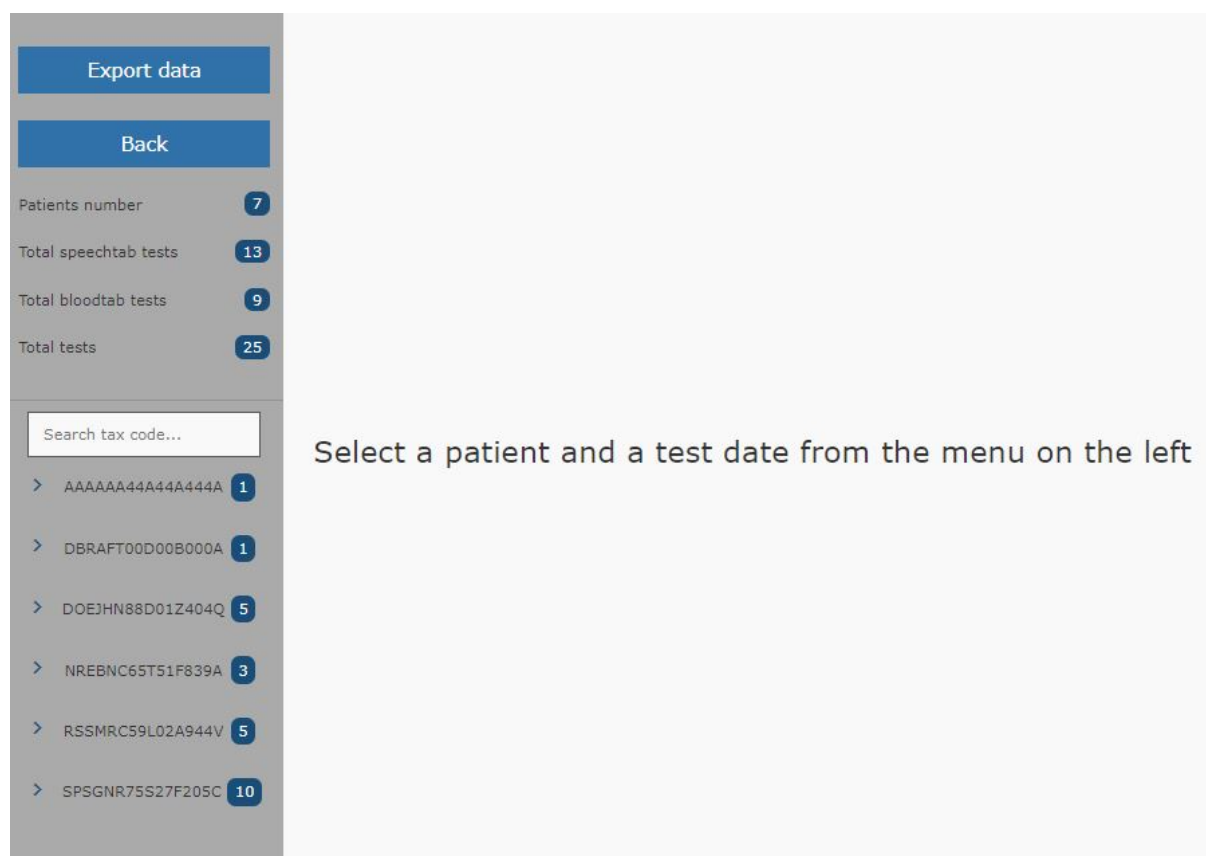 Export data
Back
Patients number 7
Total speechtab tests 13
Total bloodtab tests 9
Total tests 25
Search tax code...
AAAAAA44A44A444A 1
DBRAFT00D00B000A 1
DOEJHN88D01Z404Q 5
NREBNC65T51F839A 3
RSSMRC59L02A944V 5
SPSGNR75S27F205C 10
Select a patient and a test date from the menu on the left